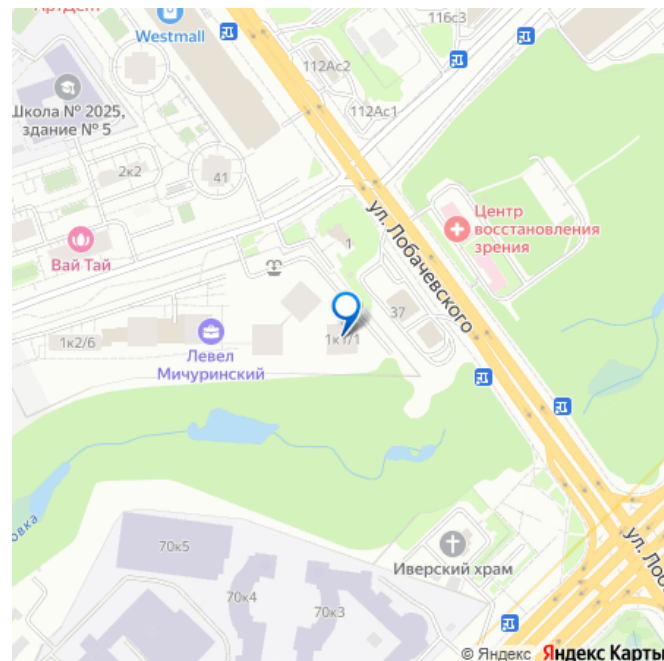 АртДент
Westmall
116с3
112Ас2
112Ас1
Школа № 2025,
здание № 5
2к2
41
ул. Лобачевского
Центр
восстановления
зрения
Вай Тай
1
37
1к2/6
Левел
Мичуринский
1к1/1
овка
70к5
70к4
70к3
Иверский храм
ул. Лоба
© Яндекс Яндекс Карты